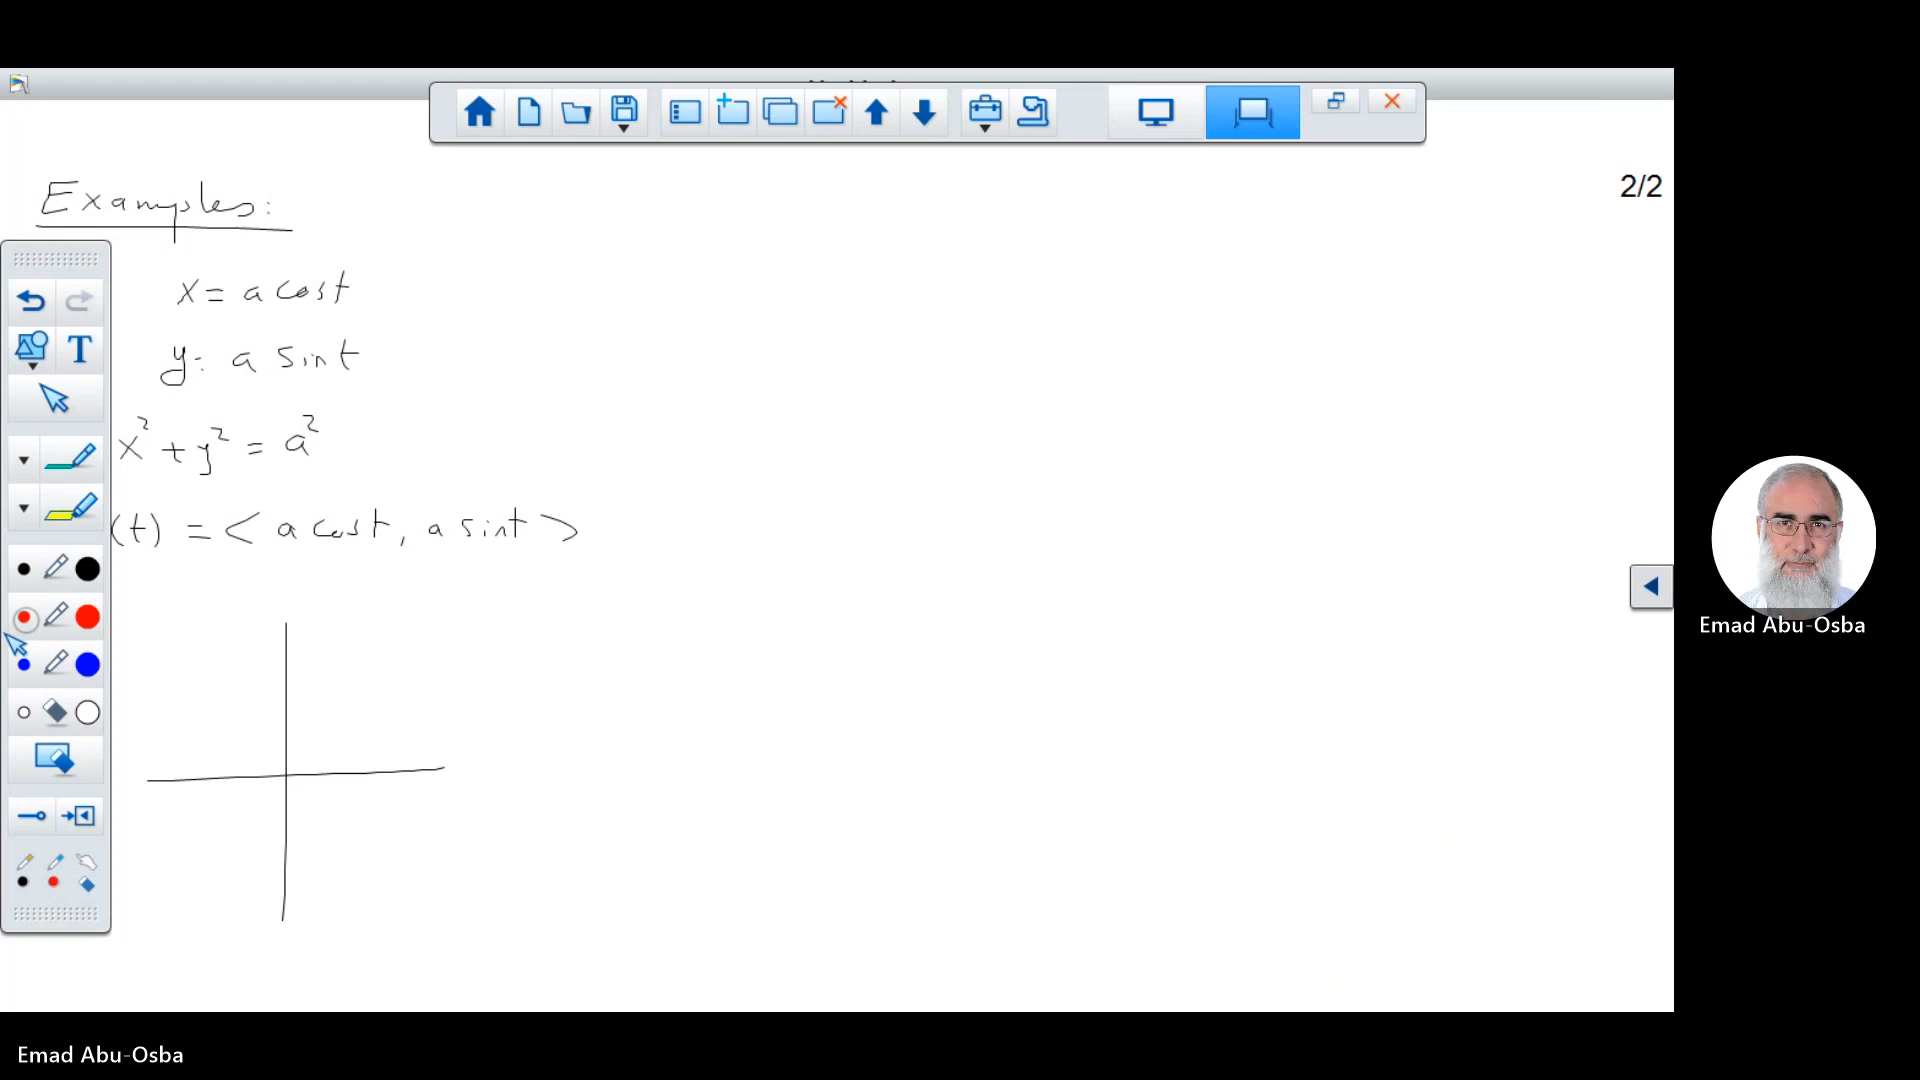 2/2
Examples:
x = a cost
y = a sint
x² + y² = a²
(t) = < a cost, a sint >
T
Emad Abu-Osba
Emad Abu-Osba